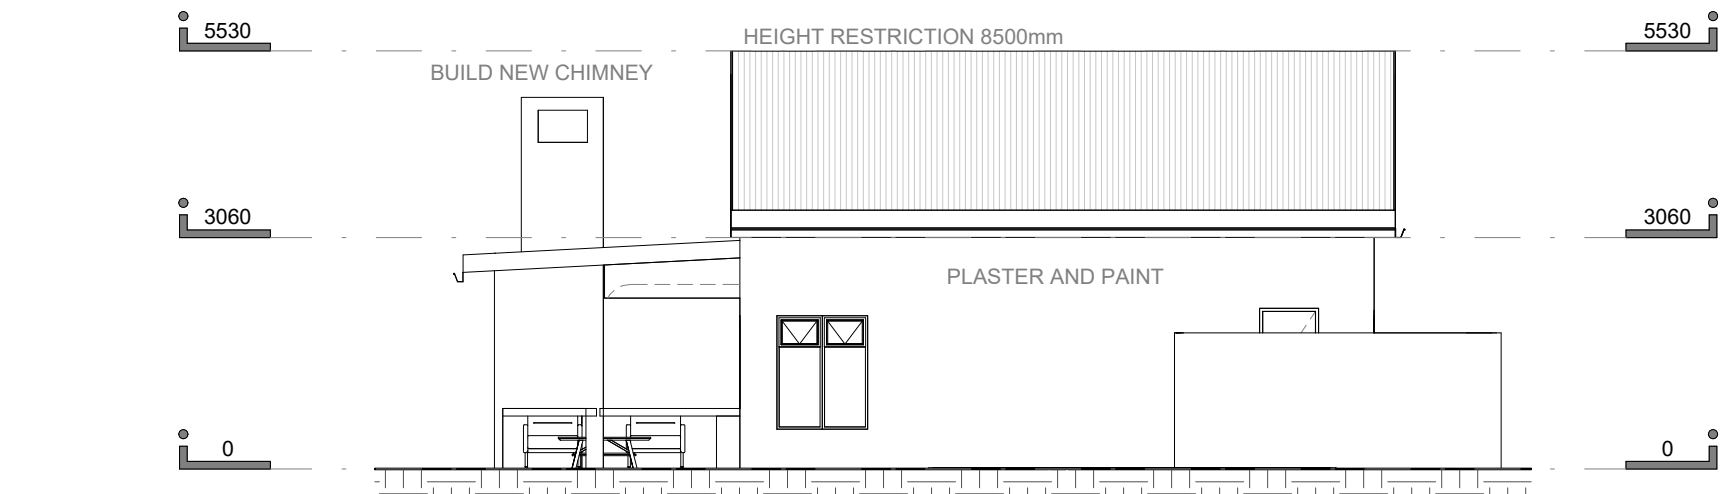 5530
HEIGHT RESTRICTION 8500mm
5530
BUILD NEW CHIMNEY
3060
3060
PLASTER AND PAINT
0
0